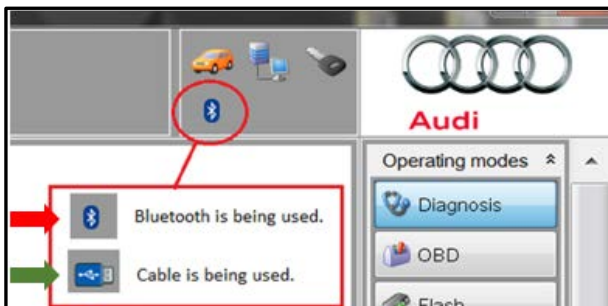 Audi
Operating modes
Diagnosis
OBD
Flash
Bluetooth is being used.
Cable is being used.